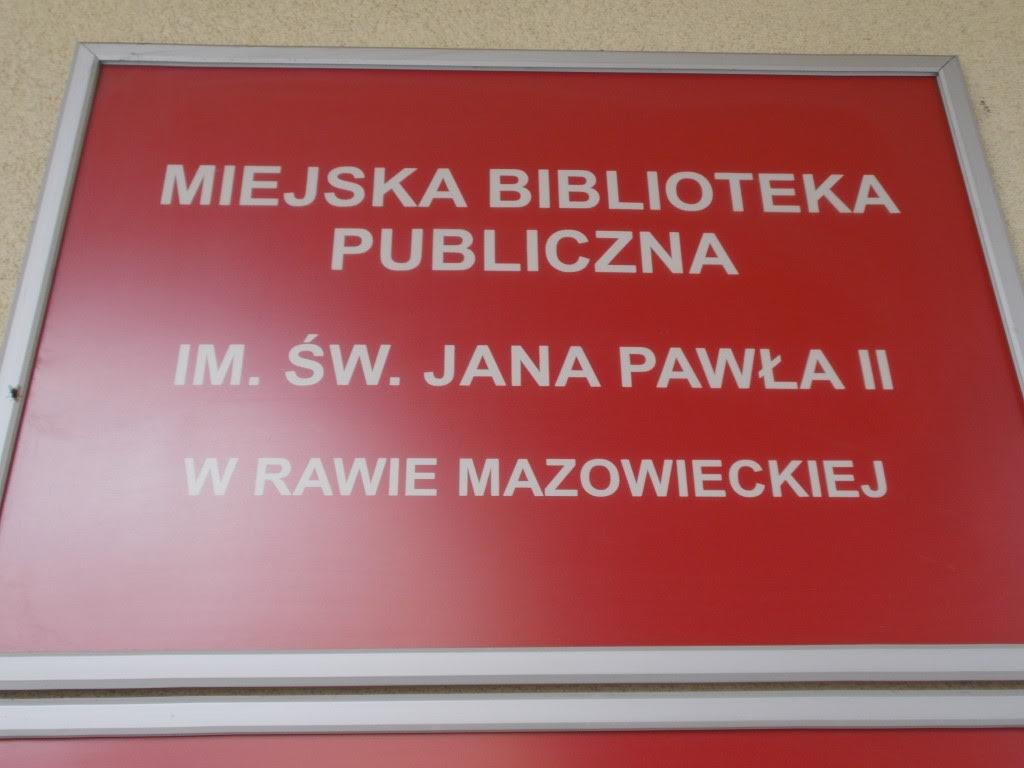 MIEJSKA BIBLIOTEKA
PUBLICZNA
IM. ŚW. JANA PAWŁA II
W RAWIE MAZOWIECKIEJ